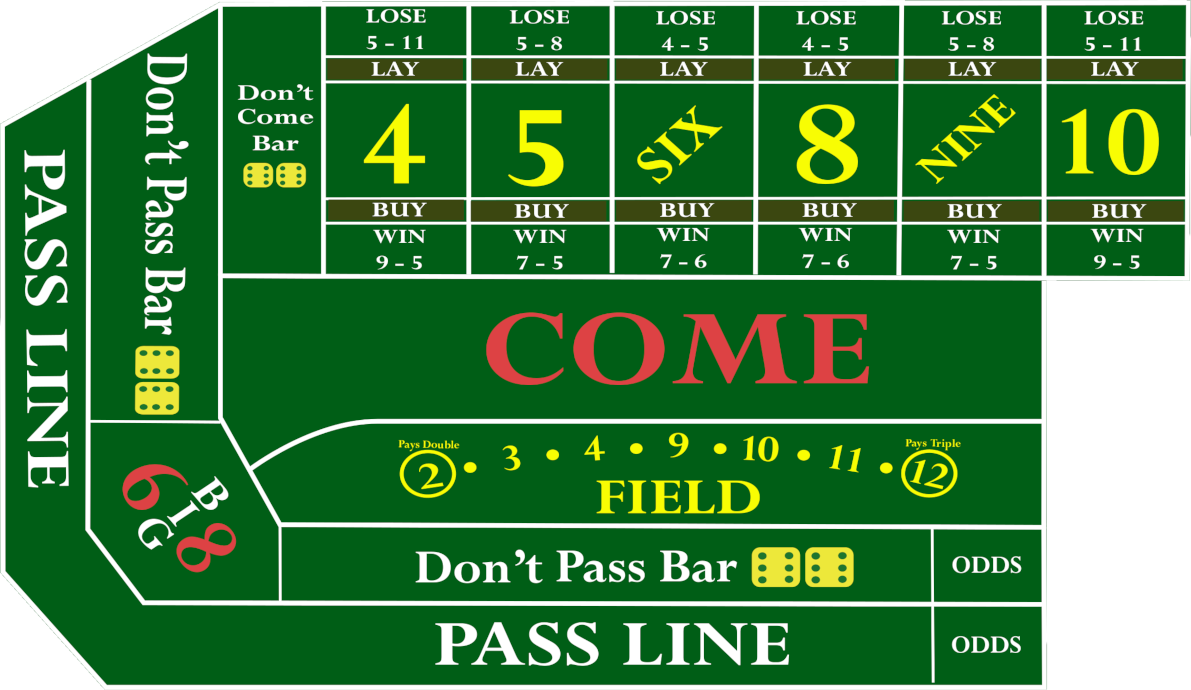 LOSE
5 - 11
LAY
4
BUY
WIN
9 - 5
LOSE
5 - 8
LAY
5
BUY
WIN
7 - 5
LOSE
4 - 5
LAY
SIX
BUY
WIN
7 - 6
LOSE
4 - 5
LAY
8
BUY
WIN
7 - 6
LOSE
5 - 8
LAY
NINE
BUY
WIN
7 - 5
LOSE
5 - 11
LAY
10
BUY
WIN
9 - 5
Don't
Come
Bar
Don't Pass Bar
PASS LINE
COME
Pays Double
Pays Triple
2 • 3 • 4 • 9 • 10 • 11 • 12
FIELD
6 BIG 8
Don't Pass Bar
ODDS
PASS LINE
ODDS